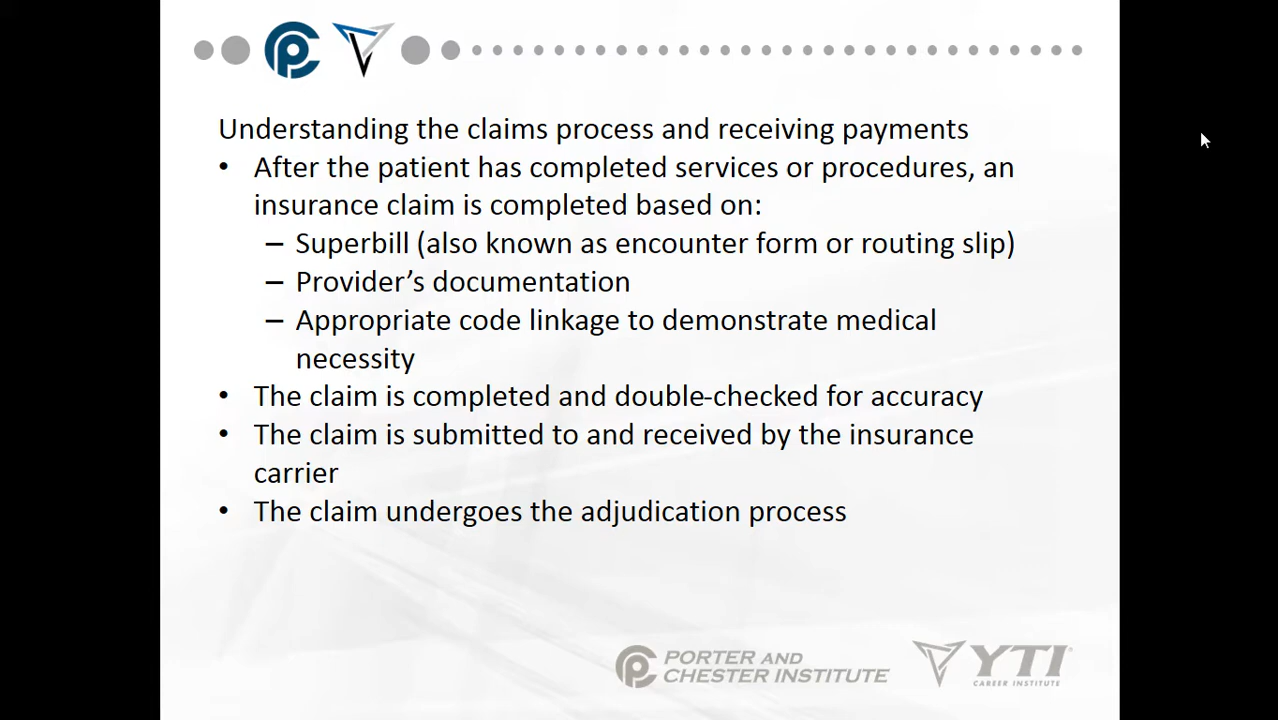 Understanding the claims process and receiving payments
• After the patient has completed services or procedures, an
insurance claim is completed based on:
– Superbill (also known as encounter form or routing slip)
– Provider’s documentation
– Appropriate code linkage to demonstrate medical
necessity
• The claim is completed and double-checked for accuracy
• The claim is submitted to and received by the insurance
carrier
• The claim undergoes the adjudication process
PORTER AND
CHESTER INSTITUTE
YTI®
CAREER INSTITUTE